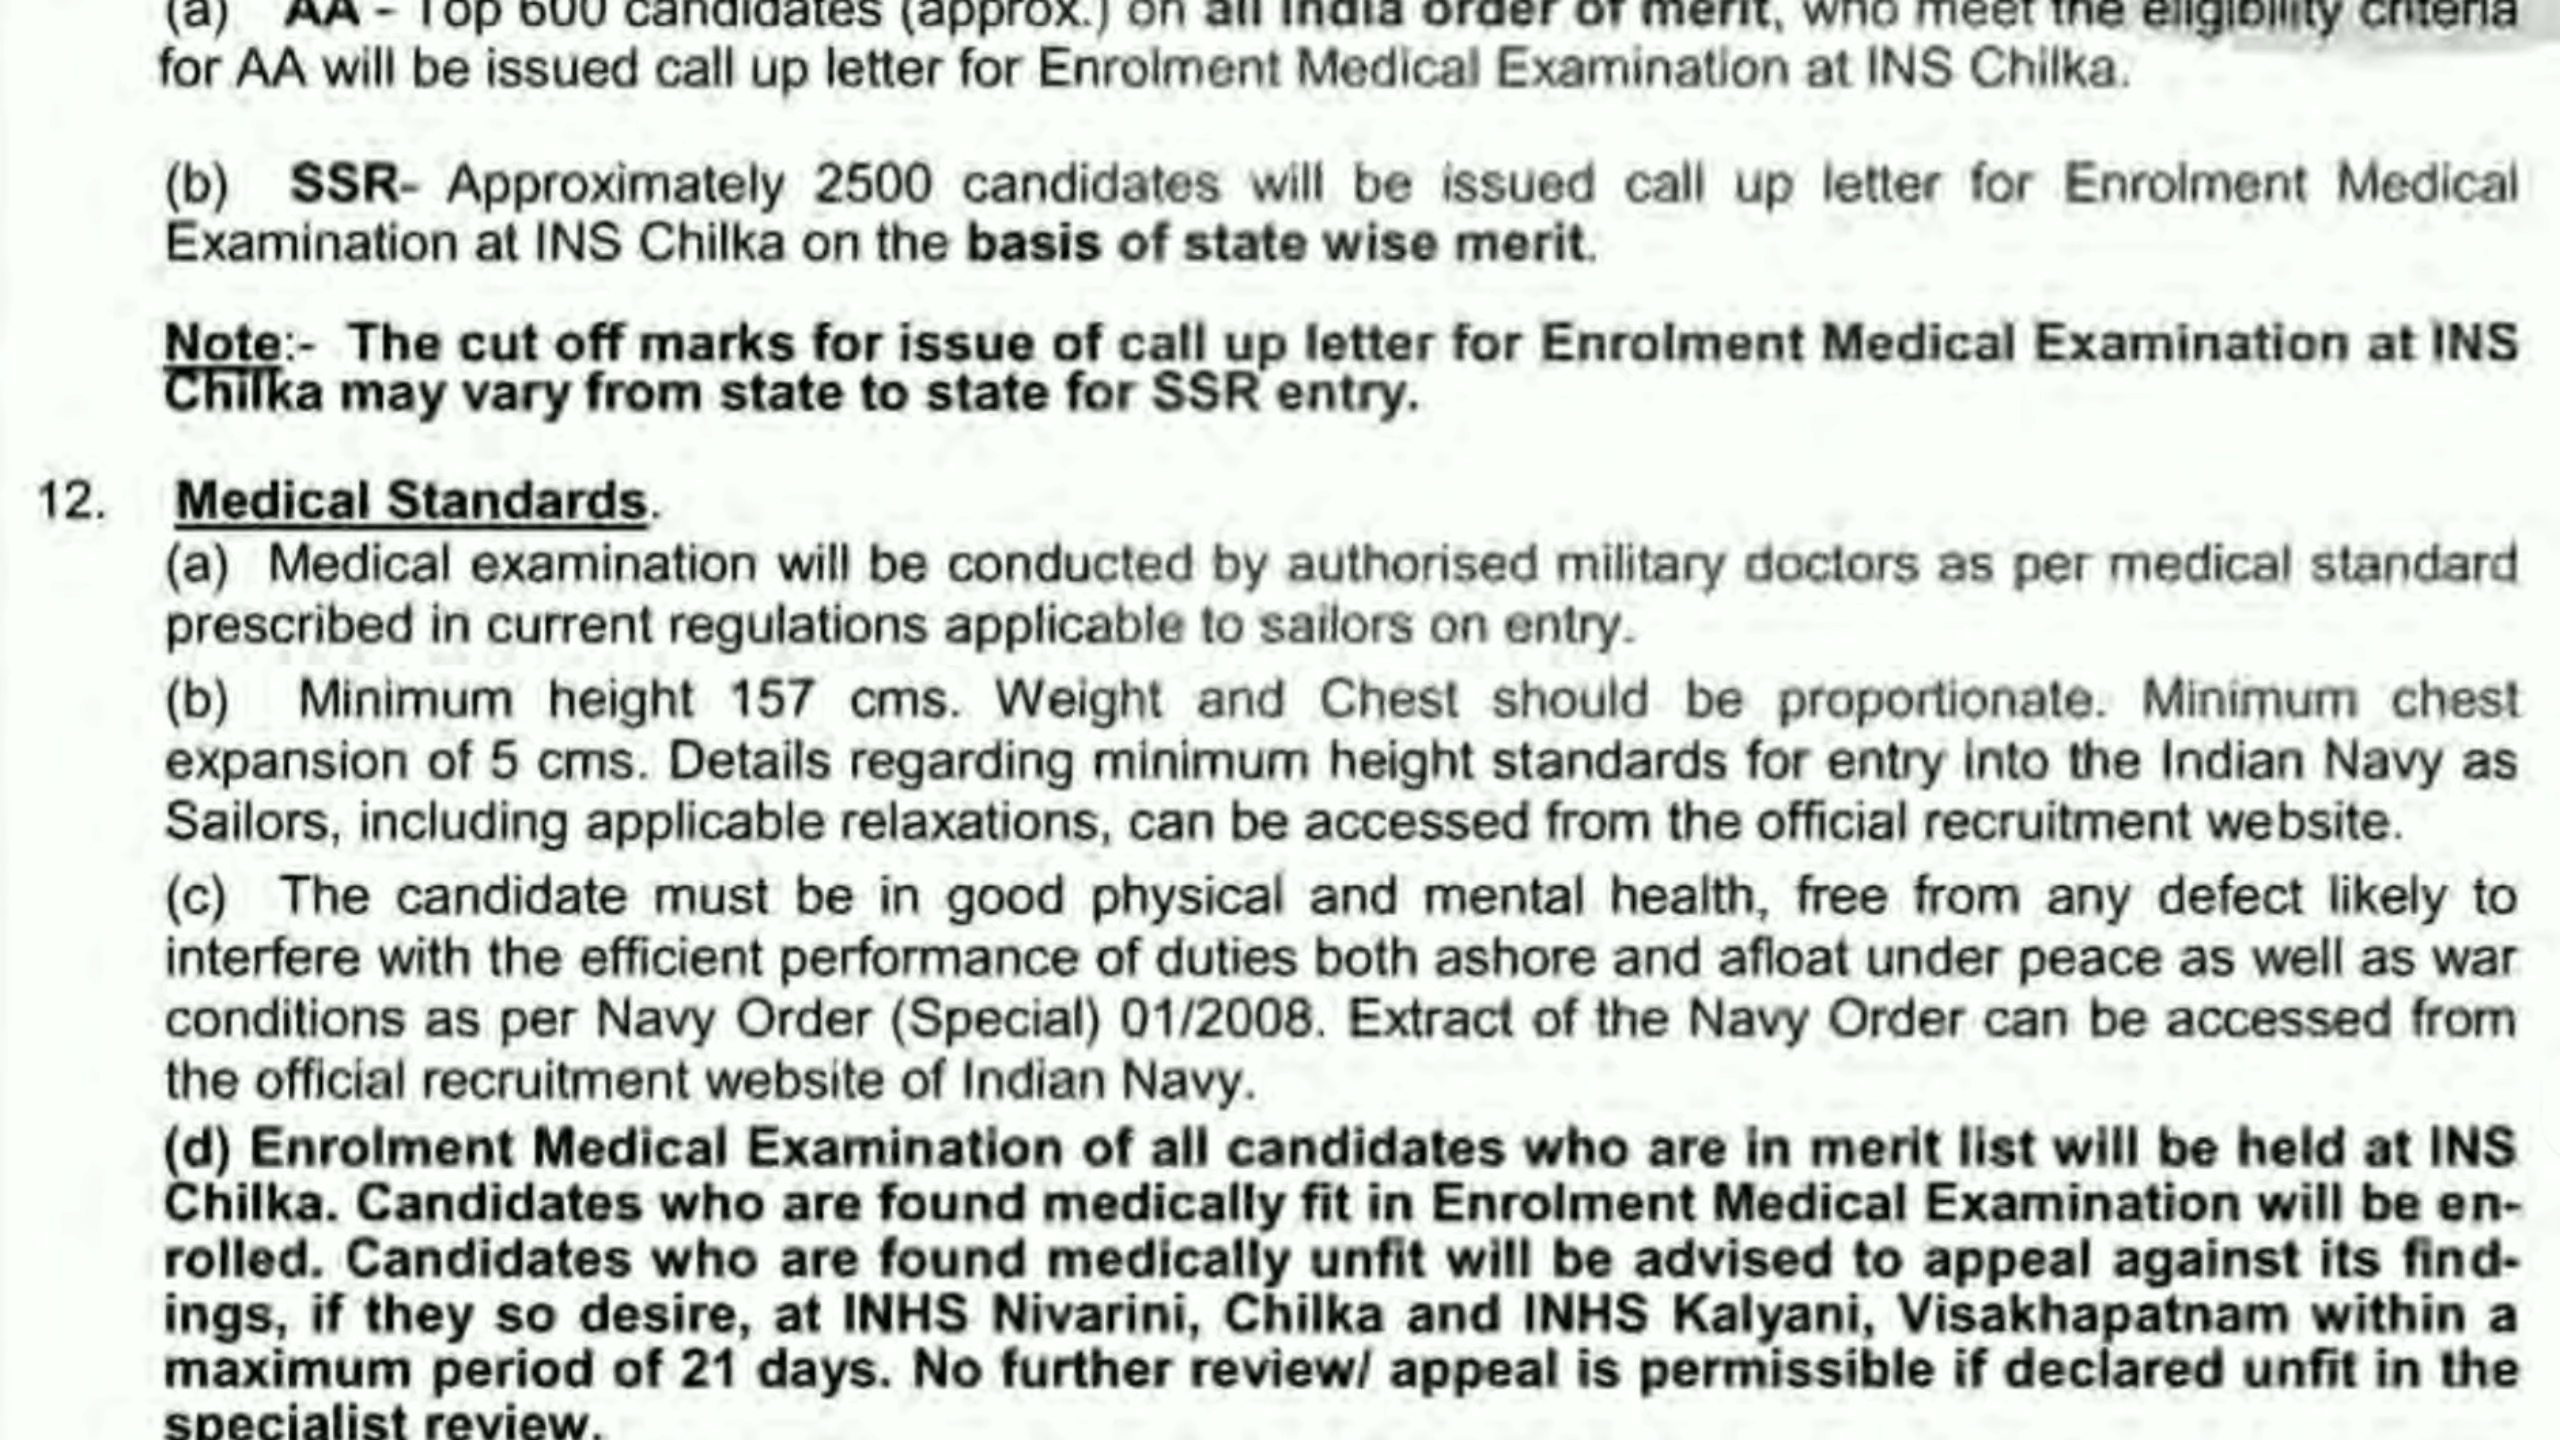 (a) AA - Top 600 candidates (approx.) on all India order of merit, who meet the eligibility criteria
for AA will be issued call up letter for Enrolment Medical Examination at INS Chilka.
(b) SSR- Approximately 2500 candidates will be issued call up letter for Enrolment Medical
Examination at INS Chilka on the basis of state wise merit.
Note:- The cut off marks for issue of call up letter for Enrolment Medical Examination at INS
Chilka may vary from state to state for SSR entry.
12. Medical Standards.
(a) Medical examination will be conducted by authorised military doctors as per medical standard
prescribed in current regulations applicable to sailors on entry.
(b) Minimum height 157 cms. Weight and Chest should be proportionate. Minimum chest
expansion of 5 cms. Details regarding minimum height standards for entry into the Indian Navy as
Sailors, including applicable relaxations, can be accessed from the official recruitment website.
(c) The candidate must be in good physical and mental health, free from any defect likely to
interfere with the efficient performance of duties both ashore and afloat under peace as well as war
conditions as per Navy Order (Special) 01/2008. Extract of the Navy Order can be accessed from
the official recruitment website of Indian Navy.
(d) Enrolment Medical Examination of all candidates who are in merit list will be held at INS
Chilka. Candidates who are found medically fit in Enrolment Medical Examination will be en-
rolled. Candidates who are found medically unfit will be advised to appeal against its find-
ings, if they so desire, at INHS Nivarini, Chilka and INHS Kalyani, Visakhapatnam within a
maximum period of 21 days. No further review/ appeal is permissible if declared unfit in the
specialist review.